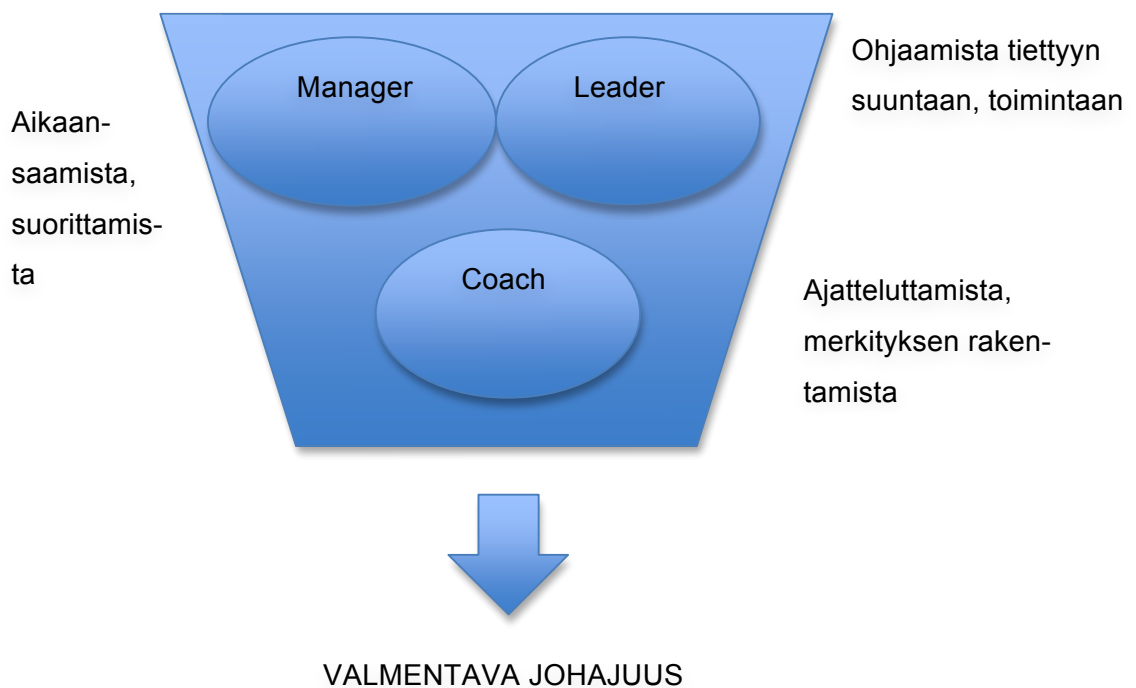 Manager
Leader
Ohjaamista tiettyyn
suuntaan, toimintaan
Aikaan-
saamista,
suorittamis-
ta
Coach
Ajatteluttamista,
merkityksen raken-
tamista
VALMENTAVA JOHAJUUS